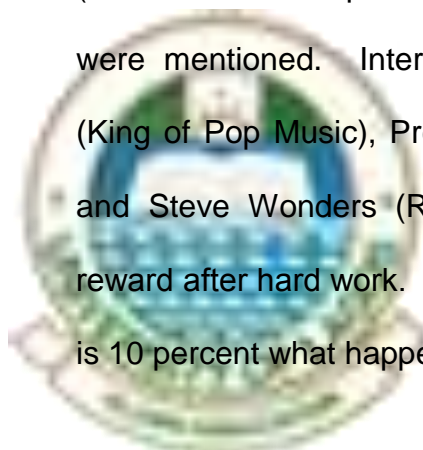 were mentioned. Inter
(King of Pop Music), Pr
and Steve Wonders (R
reward after hard work.
is 10 percent what happe